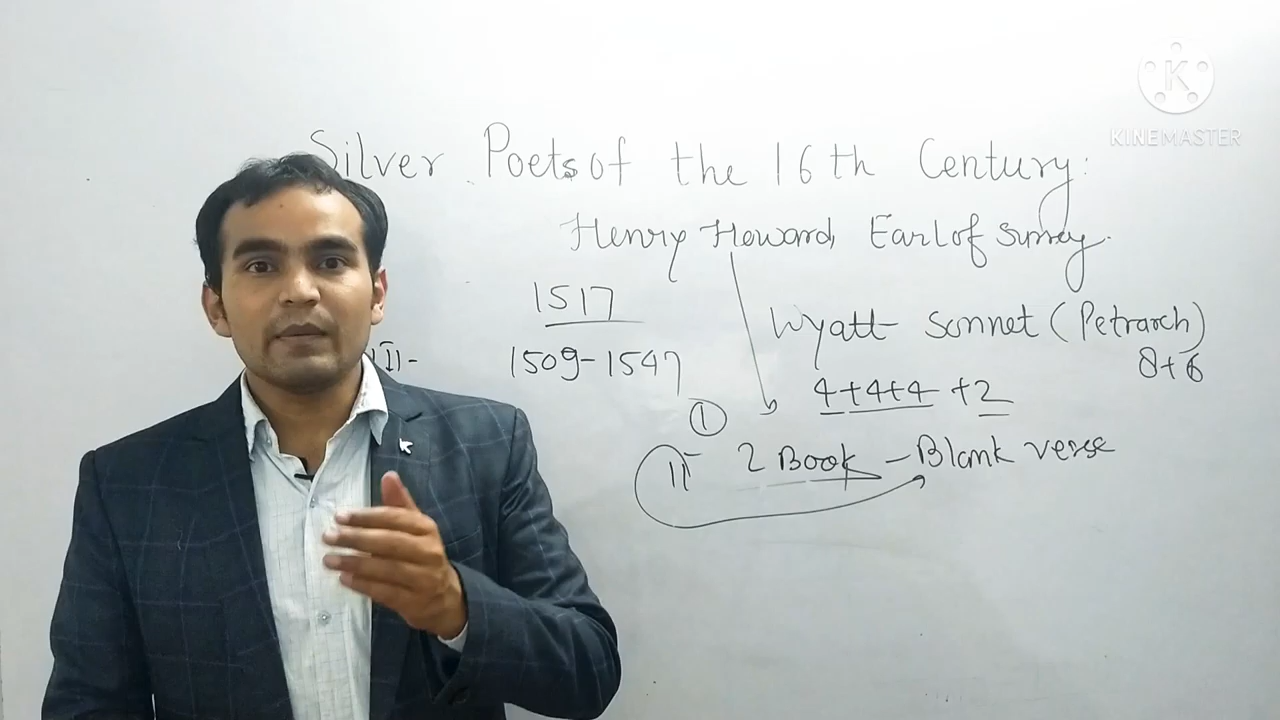 K
KINEMASTER
Silver Poets of the 16th Century:
Henry Howard, Earl of Surrey.
1517
Wyatt sonnet (Petrarch)
8+6
III- 1509-1547
4+4+4+2
①
II 2 Book - Blank verse